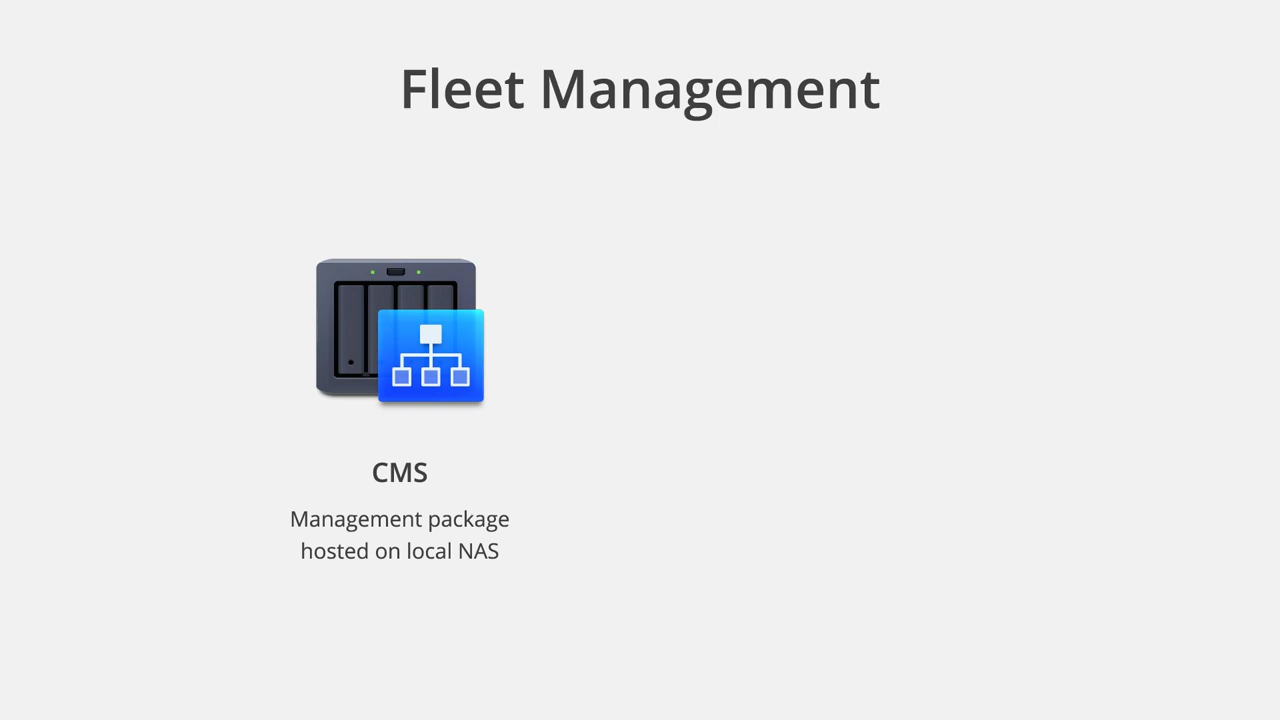 Fleet Management
CMS
Management package
hosted on local NAS